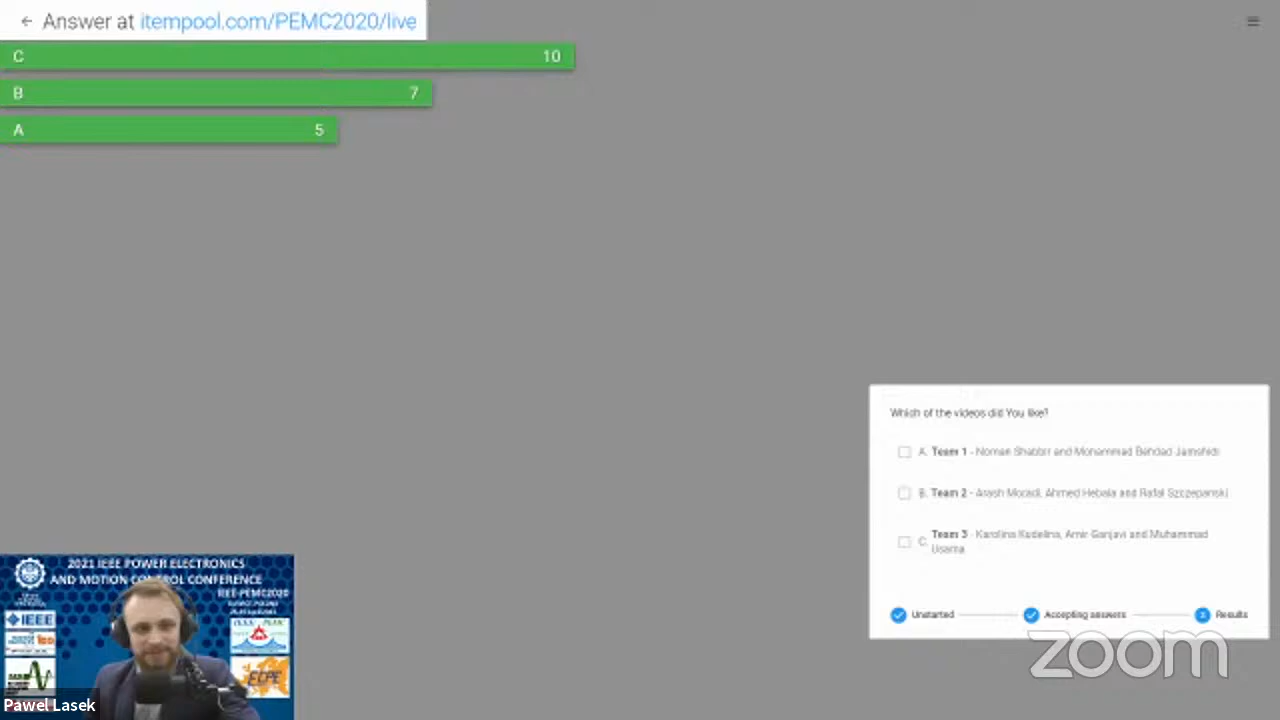 ← Answer at itempool.com/PEMC2020/live
C 10
B 7
A 5
Which of the videos did You like?
A. Team 1 - Noman Shabbir and Mohammad Behdad Jamshidi
B. Team 2 - Arash Moradi, Ahmed Hebala and Rafal Szczepanski
C. Team 3 - Karolina Kudelina, Amir Ganjavi and Muhammad
Usama
Unstarted Accepting answers 3 Results
zoom
2021 IEEE POWER ELECTRONICS
AND MOTION CONTROL CONFERENCE
IEEE-PEMC2020
IEEE
ECPE
Pawel Lasek